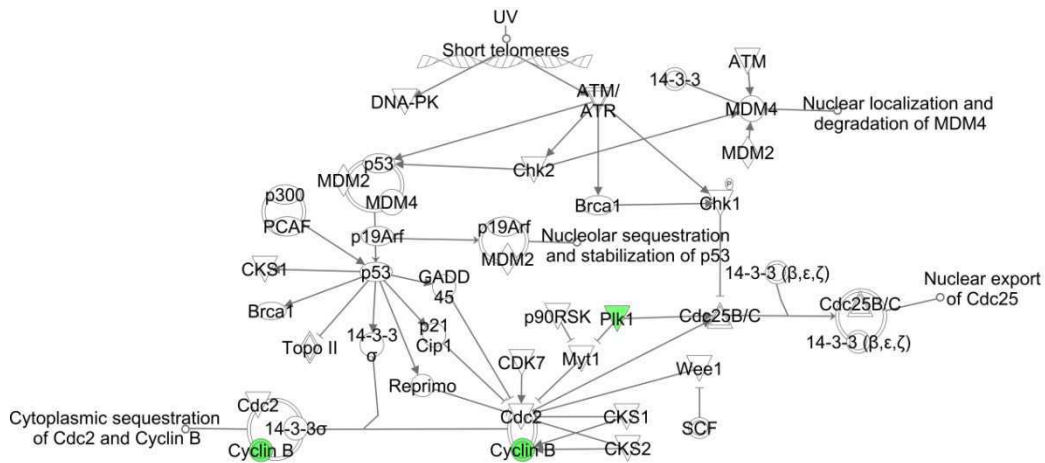 UV
Short telomeres
DNA-PK
ATM/
ATR
14-3-3
ATM
MDM4
Nuclear localization and
degradation of MDM4
MDM2
p53
MDM2
MDM4
Chk2
Brca1
P
Chk1
p300
PCAF
p19Arf
p19Arf
MDM2
Nucleolar sequestration
and stabilization of p53
CKS1
p53
GADD
45
Brca1
Topo II
14-3-3
σ
p21
Cip1
Reprimo
p90RSK
Plk1
Myt1
CDK7
Cdc25B/C
14-3-3 (β,ε,ζ)
Cdc25B/C
14-3-3 (β,ε,ζ)
Nuclear export
of Cdc25
Wee1
SCF
Cytoplasmic sequestration
of Cdc2 and Cyclin B
Cdc2
14-3-3σ
Cyclin B
Cdc2
Cyclin B
CKS1
CKS2